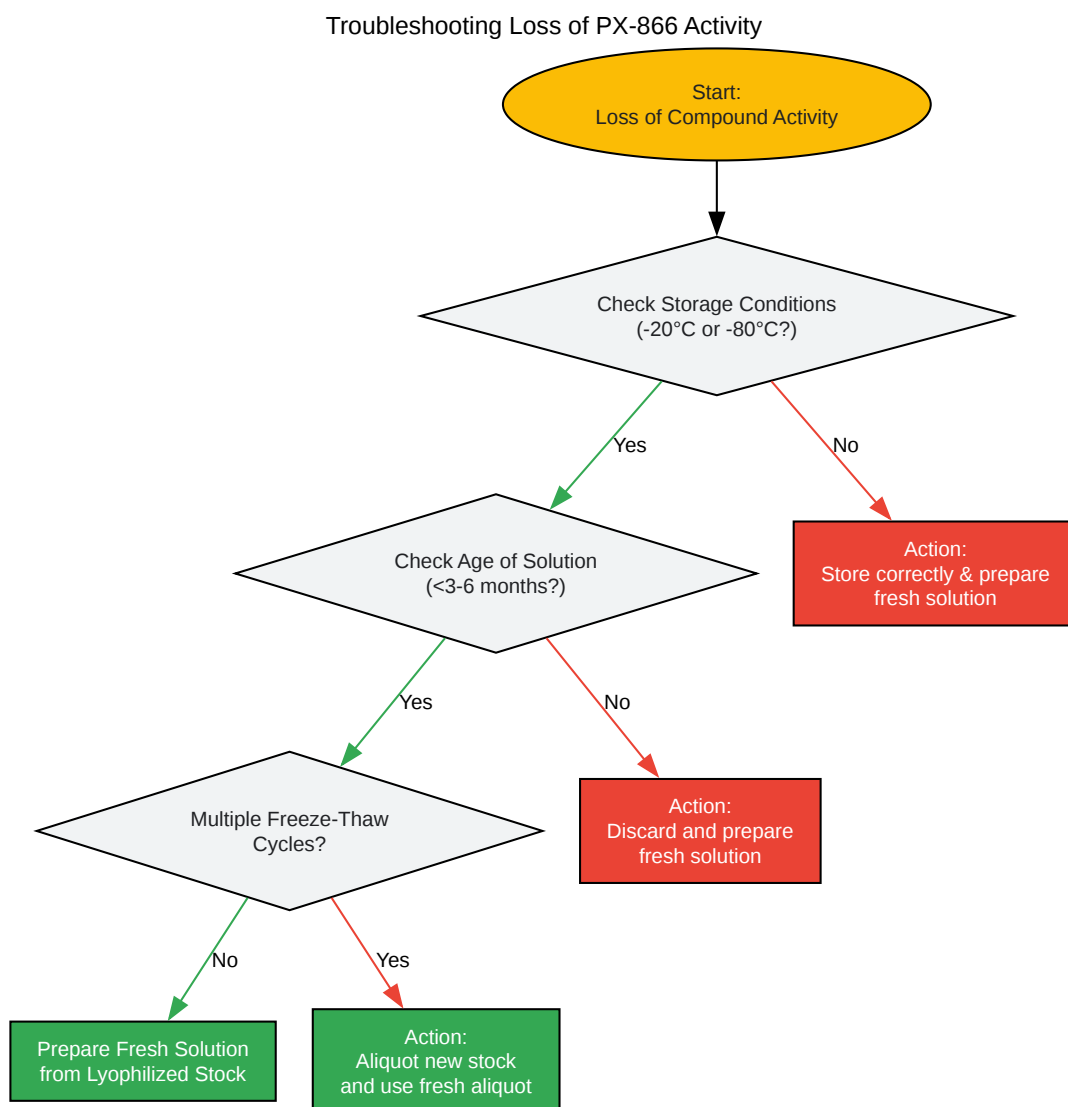 Troubleshooting Loss of PX-866 Activity
Start:
Loss of Compound Activity
Check Storage Conditions
(-20°C or -80°C?)
Yes
No
Check Age of Solution
(<3-6 months?)
Action:
Store correctly & prepare
fresh solution
Yes
No
Multiple Freeze-Thaw
Cycles?
Action:
Discard and prepare
fresh solution
No
Yes
Prepare Fresh Solution
from Lyophilized Stock
Action:
Aliquot new stock
and use fresh aliquot